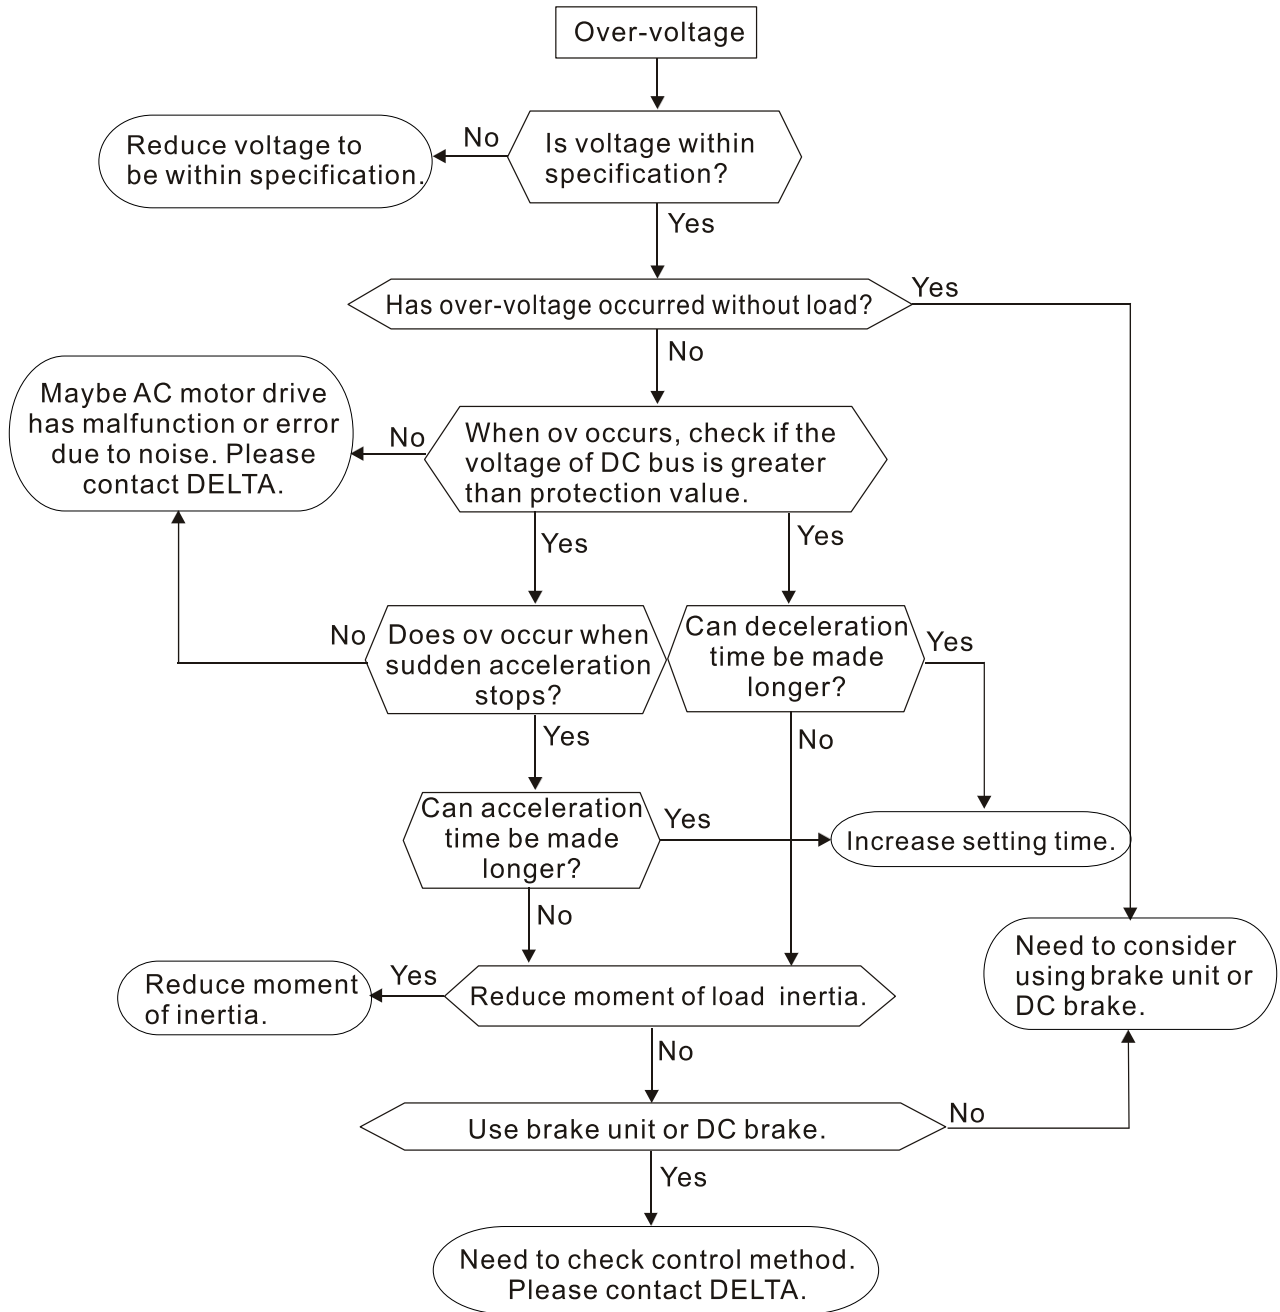 Over-voltage
No
Reduce voltage to
be within specification.
Is voltage within
specification?
Yes
Has over-voltage occurred without load?
Yes
No
Maybe AC motor drive
has malfunction or error
due to noise. Please
contact DELTA.
No
When ov occurs, check if the
voltage of DC bus is greater
than protection value.
Yes
Yes
No
Does ov occur when
sudden acceleration
stops?
Can deceleration
time be made
longer?
Yes
Yes
No
Can acceleration
time be made
longer?
Yes
Increase setting time.
No
Need to consider
using brake unit or
DC brake.
Reduce moment
of inertia.
Yes
Reduce moment of load inertia.
No
Use brake unit or DC brake.
No
Yes
Need to check control method.
Please contact DELTA.